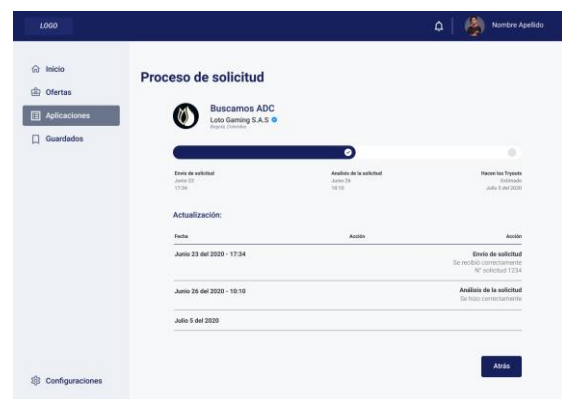 LOGO
Nombre Apellido
Inicio
Ofertas
Aplicaciones
Guardados
Configuraciones
Proceso de solicitud
Buscamos ADC
Loto Gaming S.A.S
Bogotá, Colombia
Envío de solicitud
Junio 23
17:34
Análisis de la solicitud
Junio 26
10:10
Hacen los Tryouts
Estimado
Julio 5 del 2020
Actualización:
Fecha Acción Acción
Junio 23 del 2020 - 17:34 Envío de solicitud
Se recibió correctamente
N° solicitud 1234
Junio 26 del 2020 - 10:10 Análisis de la solicitud
Se hizo correctamente
Julio 5 del 2020
Atrás